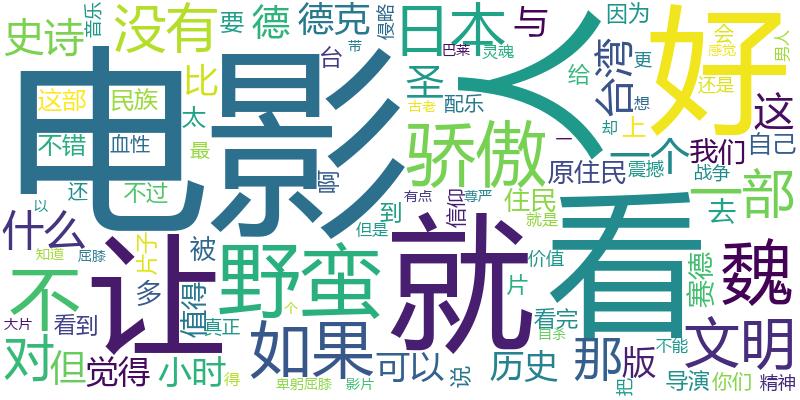 史诗
音乐
没有
要
德
德克
侵略
日本
与
因为
好
台
巴莱
灵魂
带
会
感觉
男人
电影
人
这部
民族
比
圣
古老
配乐
台湾
给
更
还是
想
这
不错
血性
太
最
骄傲
一
却
上
我们
自己
原住民
一个
震撼
战争
还
不过
啊
有点
尊严
信仰
住民
去
一部
以
什么
片子
被
到
但是
就是
看
让
就
知道
屈膝
野蛮
价值
赛德
魏
不
多
值得
片
大片
看到
真正
个
如果
看完
自杀
那
版
不能
文明
对
但
觉得
小时
得
卑躬屈膝
影片
可以
说
历史
把
导演
你们
精神